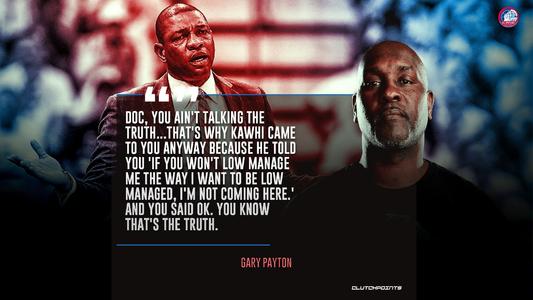 DOC, YOU AIN'T TALKING THE
TRUTH...THAT'S WHY KAWHI CAME
TO YOU ANYWAY BECAUSE HE TOLD
YOU 'IF YOU WON'T LOW MANAGE
ME THE WAY I WANT TO BE LOW
MANAGED, I'M NOT COMING HERE.'
AND YOU SAID OK. YOU KNOW
THAT'S THE TRUTH.
GARY PAYTON
CLUTCHPOINTS